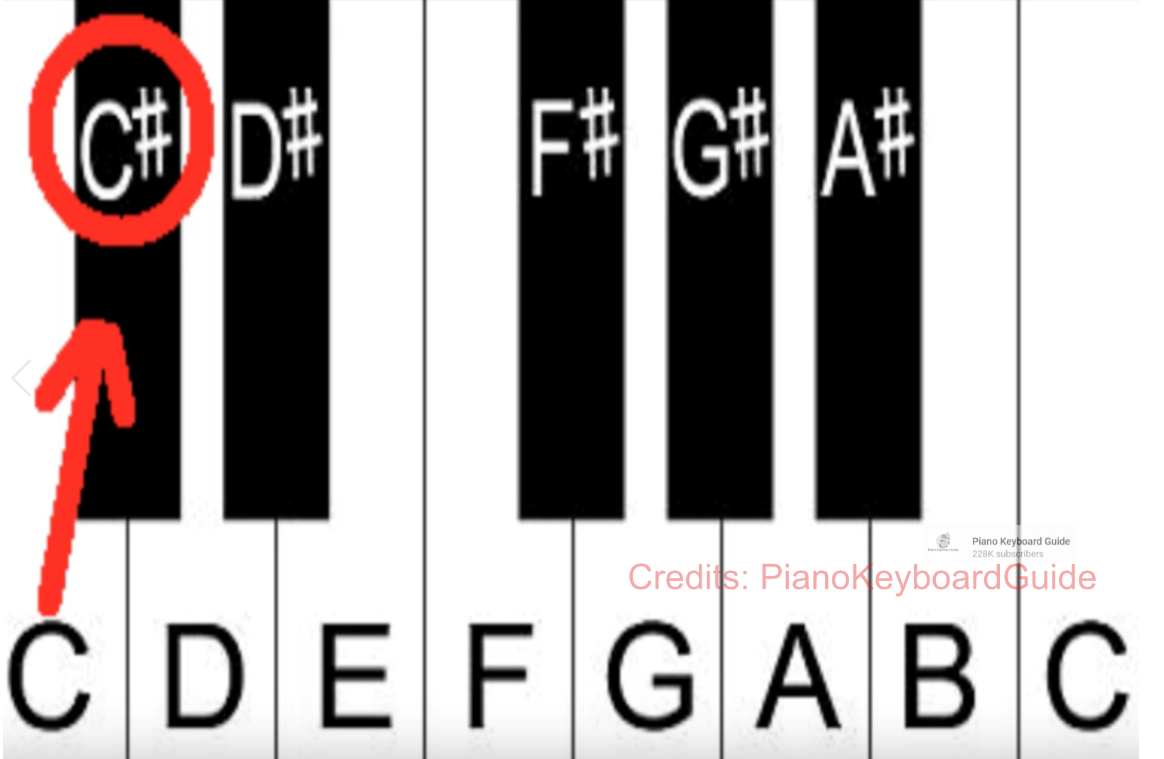 C# D# F# G# A#
Piano Keyboard Guide
228K subscribers
Credits: PianoKeyboardGuide
C D E F G A B C